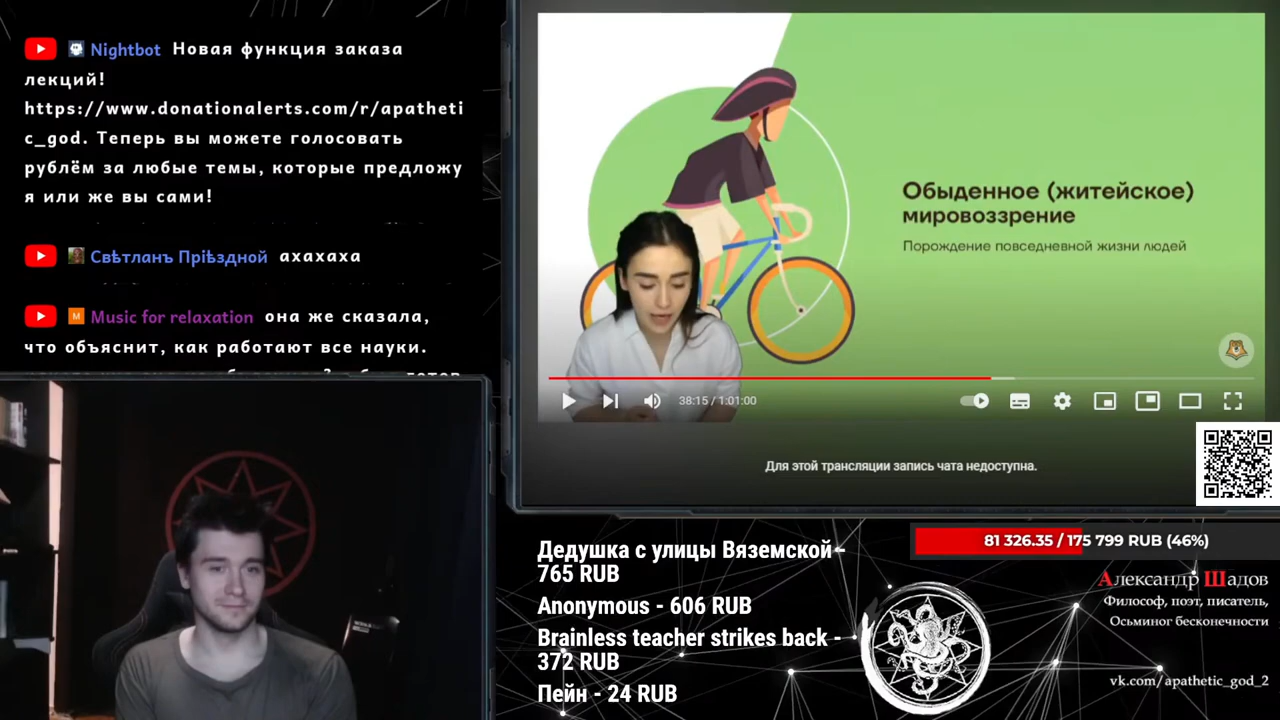 Nightbot Новая функция заказа
лекций!
https://www.donationalerts.com/r/apatheti
c_god. Теперь вы можете голосовать
рублём за любые темы, которые предложу
я или же вы сами!
Свѣтланъ Прiѣздной ахахаха
M Music for relaxation она же сказала,
что объяснит, как работают все науки.
Обыденное (житейское)
мировоззрение
Порождение повседневной жизни людей
38:15 / 1:01:00
Для этой трансляции запись чата недоступна.
Дедушка с улицы Вяземской -
765 RUB
Anonymous - 606 RUB
Brainless teacher strikes back -
372 RUB
Пейн - 24 RUB
81 326.35 / 175 799 RUB (46%)
Александр Шадов
Философ, поэт, писатель,
Осьминог бесконечности
vk.com/apathetic_god_2